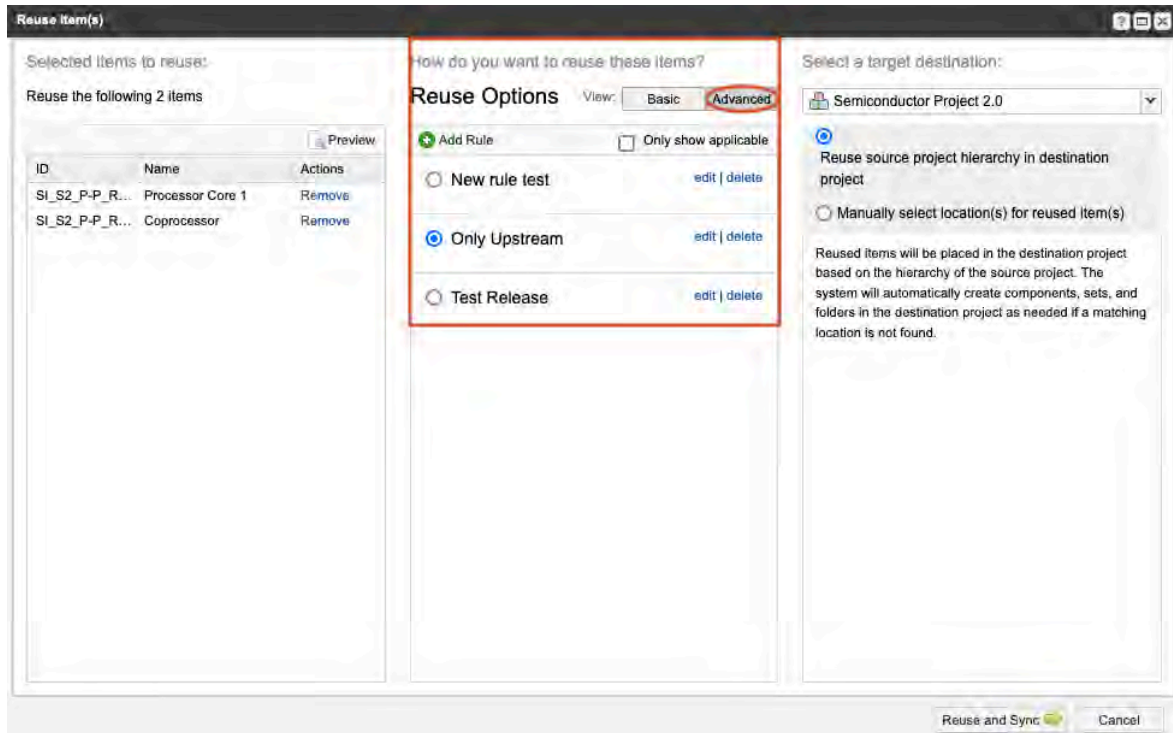 Reuse Item(s)
Selected items to reuse:
Reuse the following 2 items
Preview
ID Name Actions
SI_S2_P-P_R... Processor Core 1 Remove
SI_S2_P-P_R... Coprocessor Remove
How do you want to reuse these items?
Reuse Options View: Basic Advanced
Add Rule Only show applicable
New rule test edit | delete
Only Upstream edit | delete
Test Release edit | delete
Select a target destination:
Semiconductor Project 2.0
Reuse source project hierarchy in destination
project
Manually select location(s) for reused item(s)
Reused items will be placed in the destination project
based on the hierarchy of the source project. The
system will automatically create components, sets, and
folders in the destination project as needed if a matching
location is not found.
Reuse and Sync Cancel